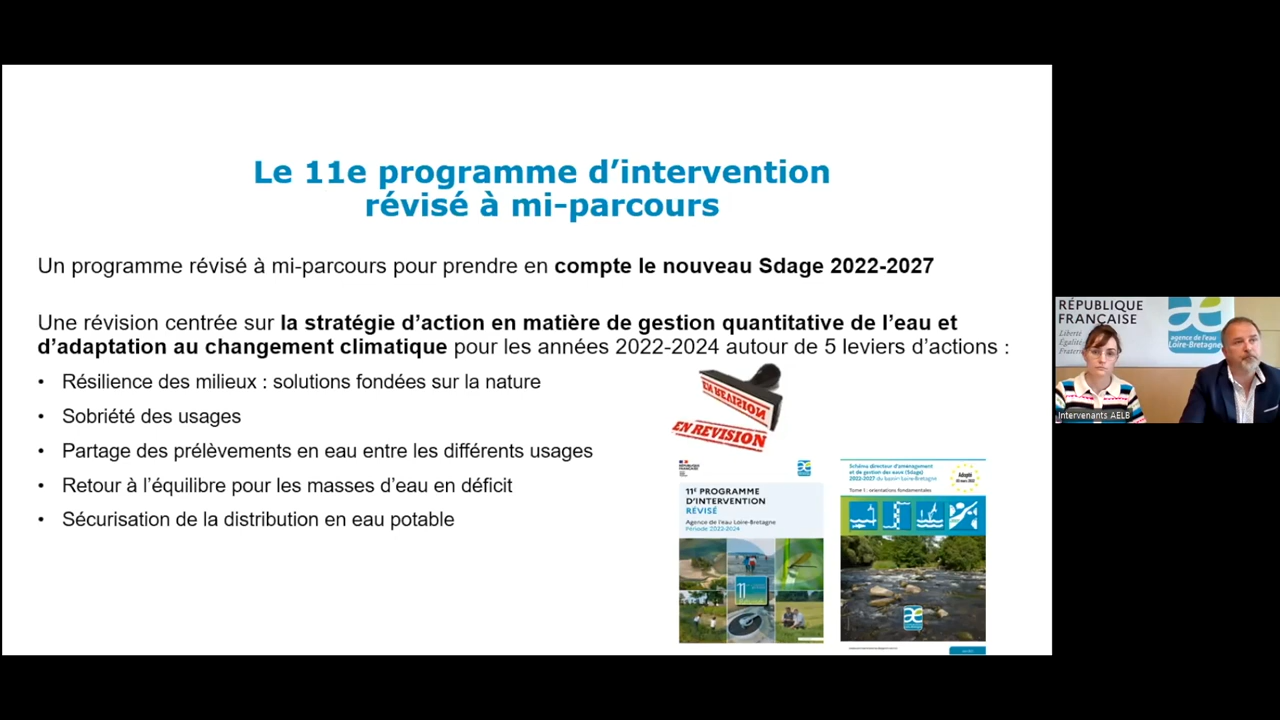 Le 11e programme d’intervention
révisé à mi-parcours
Un programme révisé à mi-parcours pour prendre en compte le nouveau Sdage 2022-2027
Une révision centrée sur la stratégie d’action en matière de gestion quantitative de l’eau et
d’adaptation au changement climatique pour les années 2022-2024 autour de 5 leviers d’actions :
• Résilience des milieux : solutions fondées sur la nature
• Sobriété des usages
• Partage des prélèvements en eau entre les différents usages
• Retour à l’équilibre pour les masses d’eau en déficit
• Sécurisation de la distribution en eau potable
EN REVISION
EN REVISION
11e PROGRAMME
D’INTERVENTION
RÉVISÉ
Agence de l’eau Loire-Bretagne
Période 2022-2024
11
Schéma directeur d’aménagement
et de gestion des eaux (Sdage)
2022-2027 du bassin Loire-Bretagne
Tome 1 : orientations fondamentales
Adopté
RÉPUBLIQUE
FRANÇAISE
Liberté
Égalité
Fraternité
agence de l’eau
Loire-Bretagne
Intervenants AELB